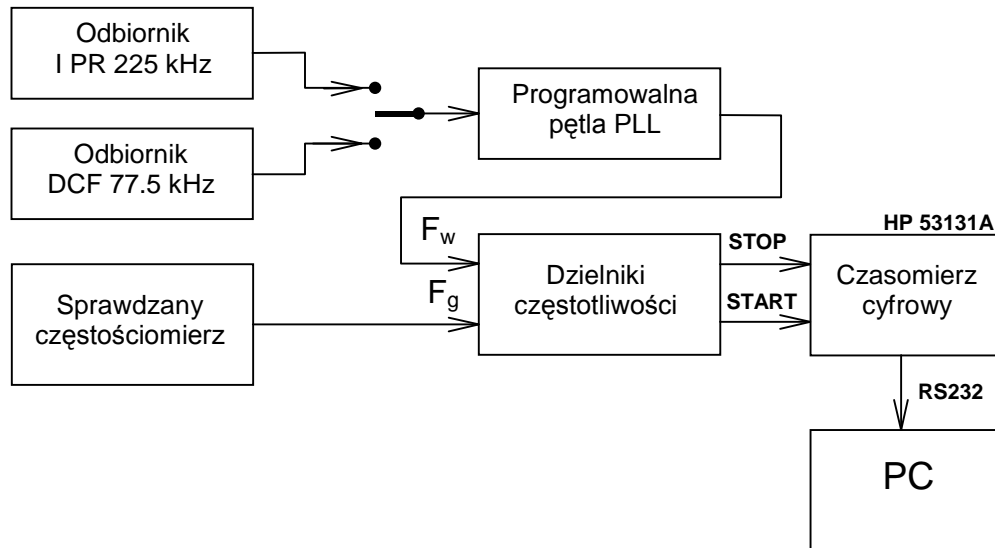 Odbiornik
I PR 225 kHz
Programowalna
pętla PLL
Odbiornik
DCF 77.5 kHz
Fw
HP 53131A
STOP
Dzielniki
częstotliwości
Czasomierz
cyfrowy
Sprawdzany
częstościomierz
Fg
START
RS232
PC